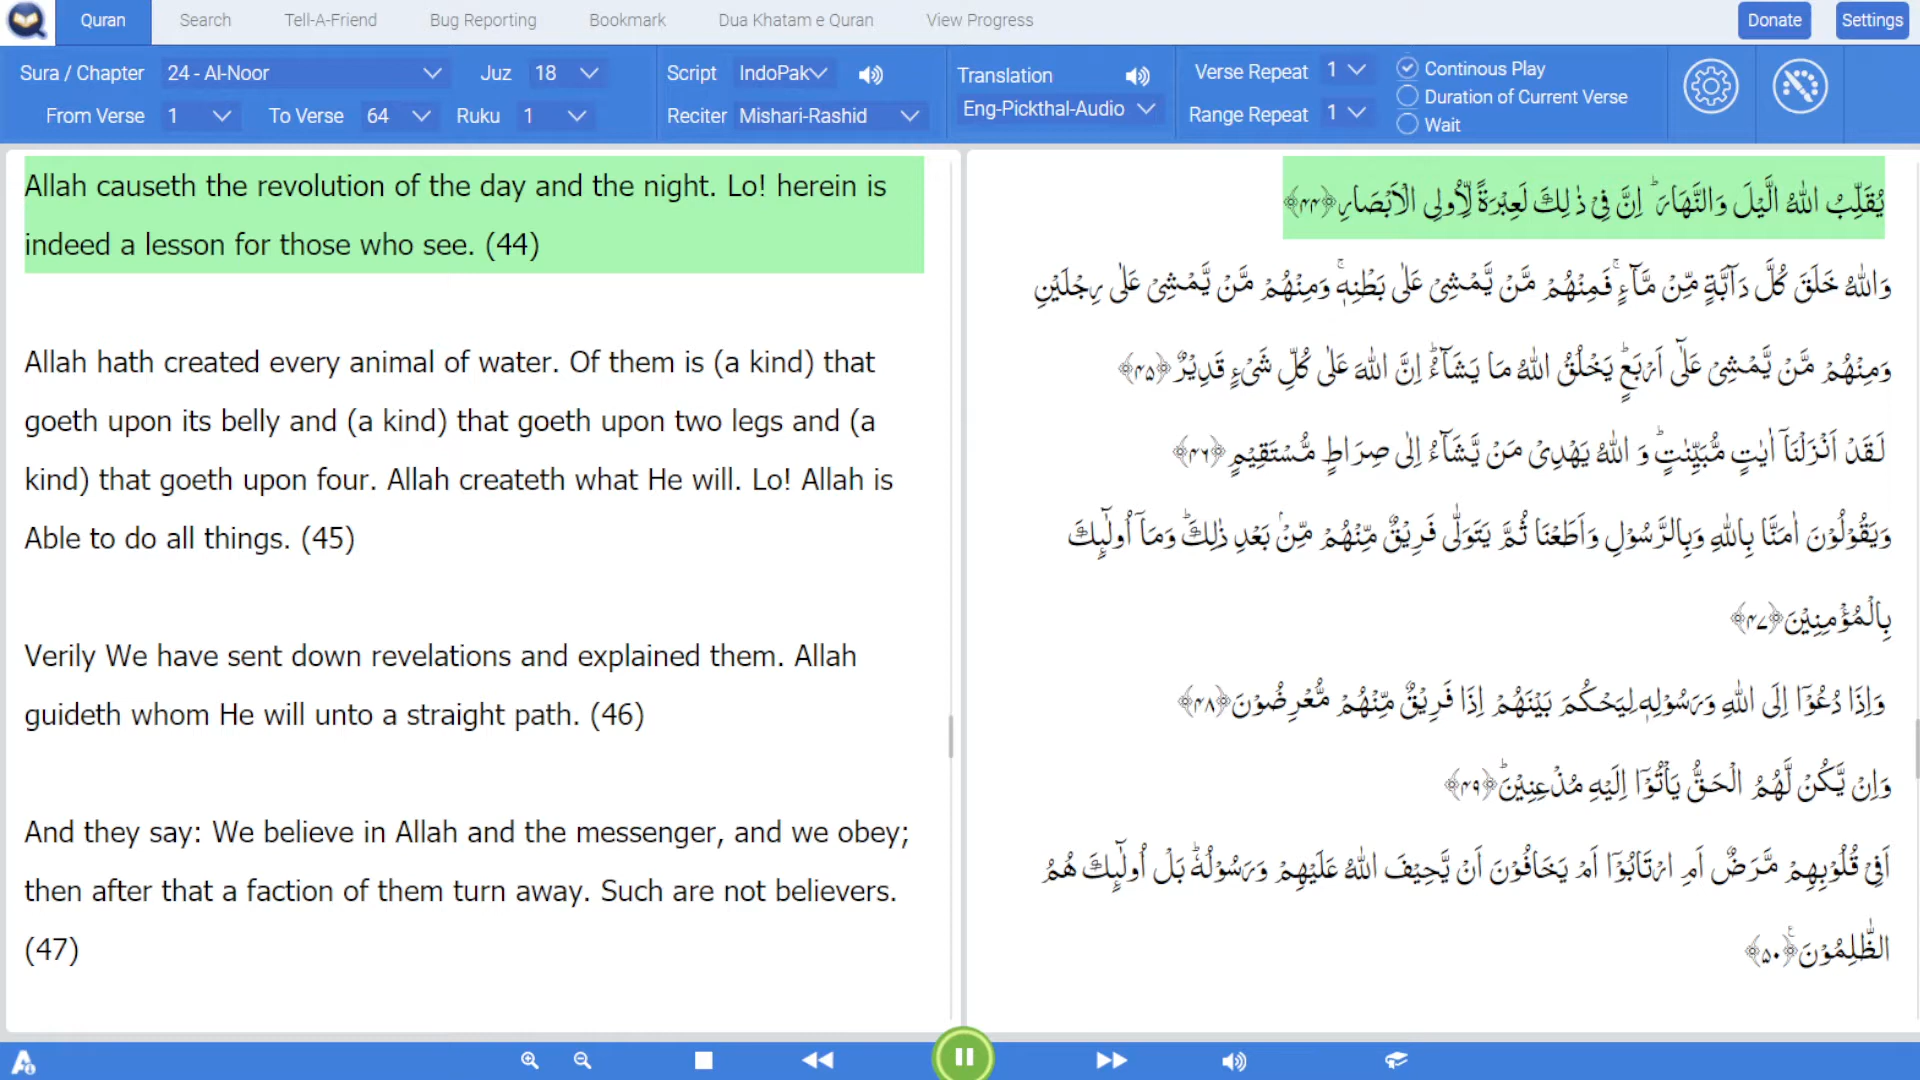 Quran Search Tell-A-Friend Bug Reporting Bookmark Dua Khatam e Quran View Progress Donate Settings
Sura / Chapter 24 - Al-Noor Juz 18 Script IndoPak Translation Verse Repeat 1 Continous Play
Duration of Current Verse
From Verse 1 To Verse 64 Ruku 1 Reciter Mishari-Rashid Eng-Pickthal-Audio Range Repeat 1 Wait
Allah causeth the revolution of the day and the night. Lo! herein is
indeed a lesson for those who see. (44)
Allah hath created every animal of water. Of them is (a kind) that
goeth upon its belly and (a kind) that goeth upon two legs and (a
kind) that goeth upon four. Allah createth what He will. Lo! Allah is
Able to do all things. (45)
Verily We have sent down revelations and explained them. Allah
guideth whom He will unto a straight path. (46)
And they say: We believe in Allah and the messenger, and we obey;
then after that a faction of them turn away. Such are not believers.
(47)
يُقَلِّبُ اللّٰهُ الَّيۡلَ وَالنَّهَارَ‌ؕ اِنَّ فِىۡ ذٰ لِكَ لَعِبۡرَةً لِّاُولِى الۡاَبۡصَارِ‏﴿۴۴﴾
وَاللّٰهُ خَلَقَ كُلَّ دَآبَّةٍ مِّنۡ مَّآءٍ‌ۚ فَمِنۡهُمۡ مَّنۡ يَّمۡشِىۡ عَلٰى بَطۡنِهٖ‌ۚ وَمِنۡهُمۡ مَّنۡ يَّمۡشِىۡ عَلٰى رِجۡلَيۡنِ
وَمِنۡهُمۡ مَّنۡ يَّمۡشِىۡ عَلٰٓى اَرۡبَعٍ‌ؕ يَخۡلُقُ اللّٰهُ مَا يَشَآءُ‌ؕ اِنَّ اللّٰهَ عَلٰى كُلِّ شَىۡءٍ قَدِيۡرٌ‏﴿۴۵﴾
لَـقَدۡ اَنۡزَلۡنَاۤ اٰيٰتٍ مُّبَيِّنٰتٍ‌ؕ وَ اللّٰهُ يَهۡدِىۡ مَنۡ يَّشَآءُ اِلٰى صِرَاطٍ مُّسۡتَقِيۡمٍ‏﴿۴۶﴾
وَيَقُوۡلُوۡنَ اٰمَنَّا بِاللّٰهِ وَبِالرَّسُوۡلِ وَاَطَعۡنَا ثُمَّ يَتَوَلّٰى فَرِيۡقٌ مِّنۡهُمۡ مِّنۡۢ بَعۡدِ ذٰلِكَ‌ؕ وَمَاۤ اُولٰٓٮِٕكَ
بِالۡمُؤۡمِنِيۡنَ‏﴿۴۷﴾
وَاِذَا دُعُوۡۤا اِلَى اللّٰهِ وَرَسُوۡلِهٖ لِيَحۡكُمَ بَيۡنَهُمۡ اِذَا فَرِيۡقٌ مِّنۡهُمۡ مُّعۡرِضُوۡنَ‏﴿۴۸﴾
وَاِنۡ يَّكُنۡ لَّهُمُ الۡحَـقُّ يَاۡتُوۡۤا اِلَيۡهِ مُذۡعِنِيۡنَؕ‏﴿۴۹﴾
اَفِىۡ قُلُوۡبِهِمۡ مَّرَضٌ اَمِ ارۡتَابُوۡۤا اَمۡ يَخَافُوۡنَ اَنۡ يَّحِيۡفَ اللّٰهُ عَلَيۡهِمۡ وَرَسُوۡلُهٗ‌ؕ بَلۡ اُولٰٓٮِٕكَ هُمُ
الظّٰلِمُوۡنَ‏ۚ‏﴿۵۰﴾